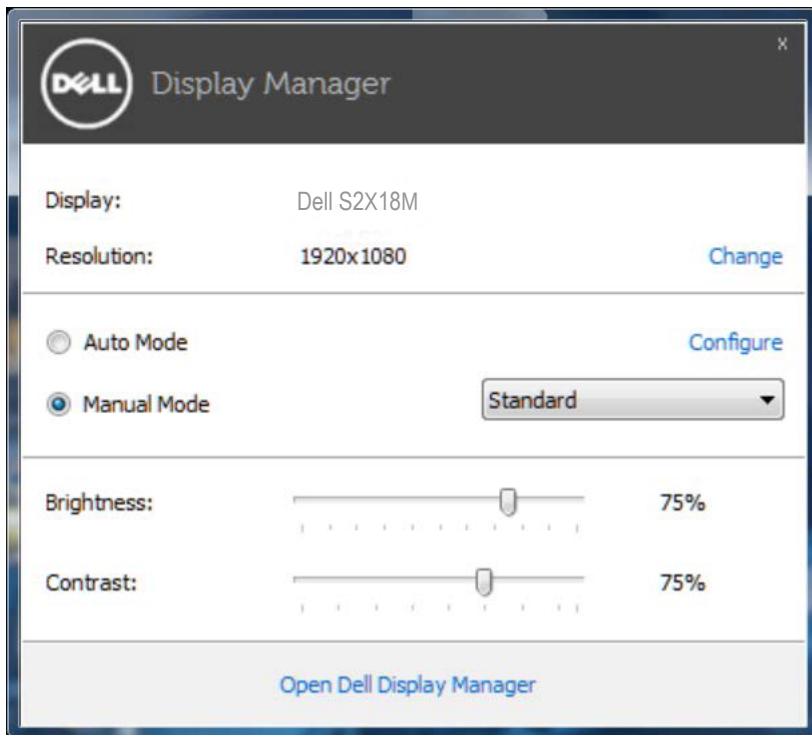 X
DELL Display Manager
Display: Dell S2X18M
Resolution: 1920x1080 Change
Auto Mode Configure
Manual Mode Standard
Brightness: 75%
Contrast: 75%
Open Dell Display Manager